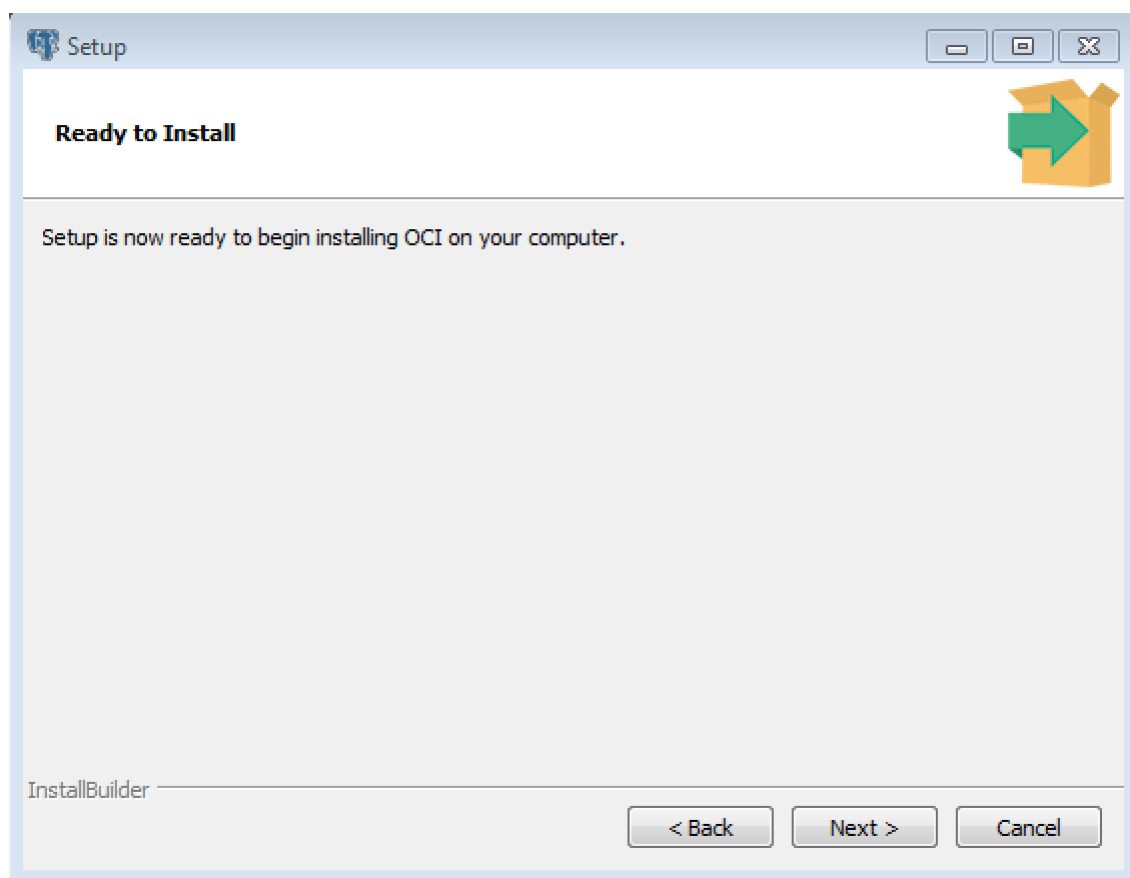 Setup
Ready to Install
Setup is now ready to begin installing OCI on your computer.
InstallBuilder
< Back
Next >
Cancel